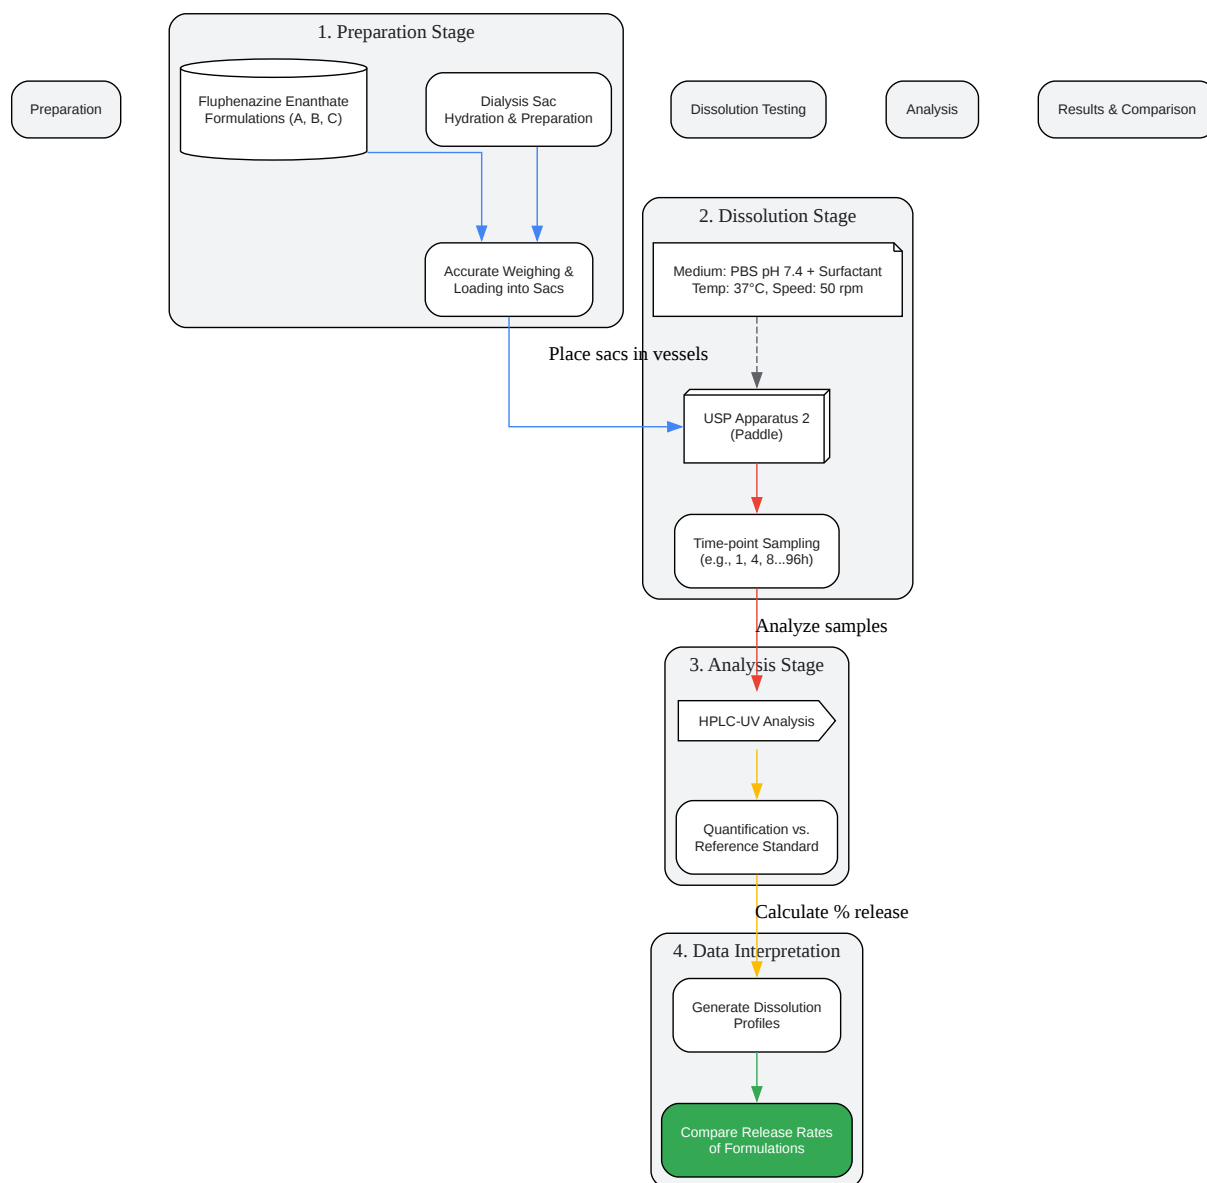 1. Preparation Stage
Preparation
Fluphenazine Enanthate
Formulations (A, B, C)
Dialysis Sac
Hydration & Preparation
Dissolution Testing
Analysis
Results & Comparison
Accurate Weighing &
Loading into Sacs
2. Dissolution Stage
Medium: PBS pH 7.4 + Surfactant
Temp: 37°C, Speed: 50 rpm
Place sacs in vessels
USP Apparatus 2
(Paddle)
Time-point Sampling
(e.g., 1, 4, 8...96h)
Analyze samples
3. Analysis Stage
HPLC-UV Analysis
Quantification vs.
Reference Standard
Calculate % release
4. Data Interpretation
Generate Dissolution
Profiles
Compare Release Rates
of Formulations